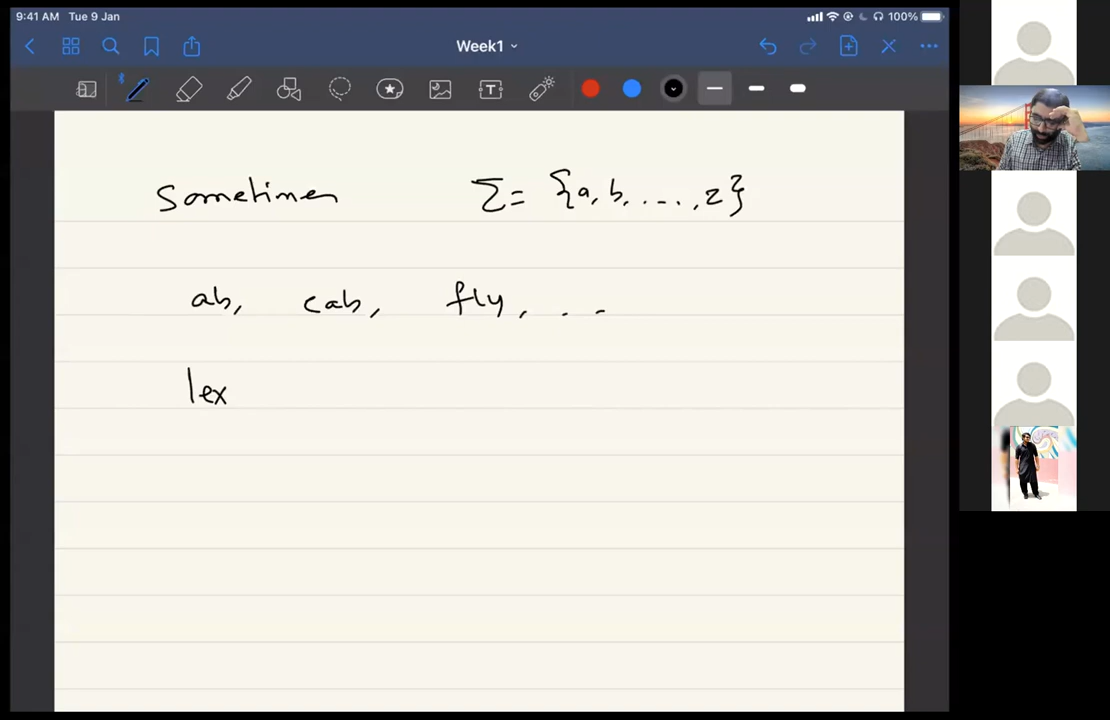 9:41 AM Tue 9 Jan 100%
Week1
T
Sometimes Σ= {a, b, ...., z}
ab, cab, fly, . .
lex